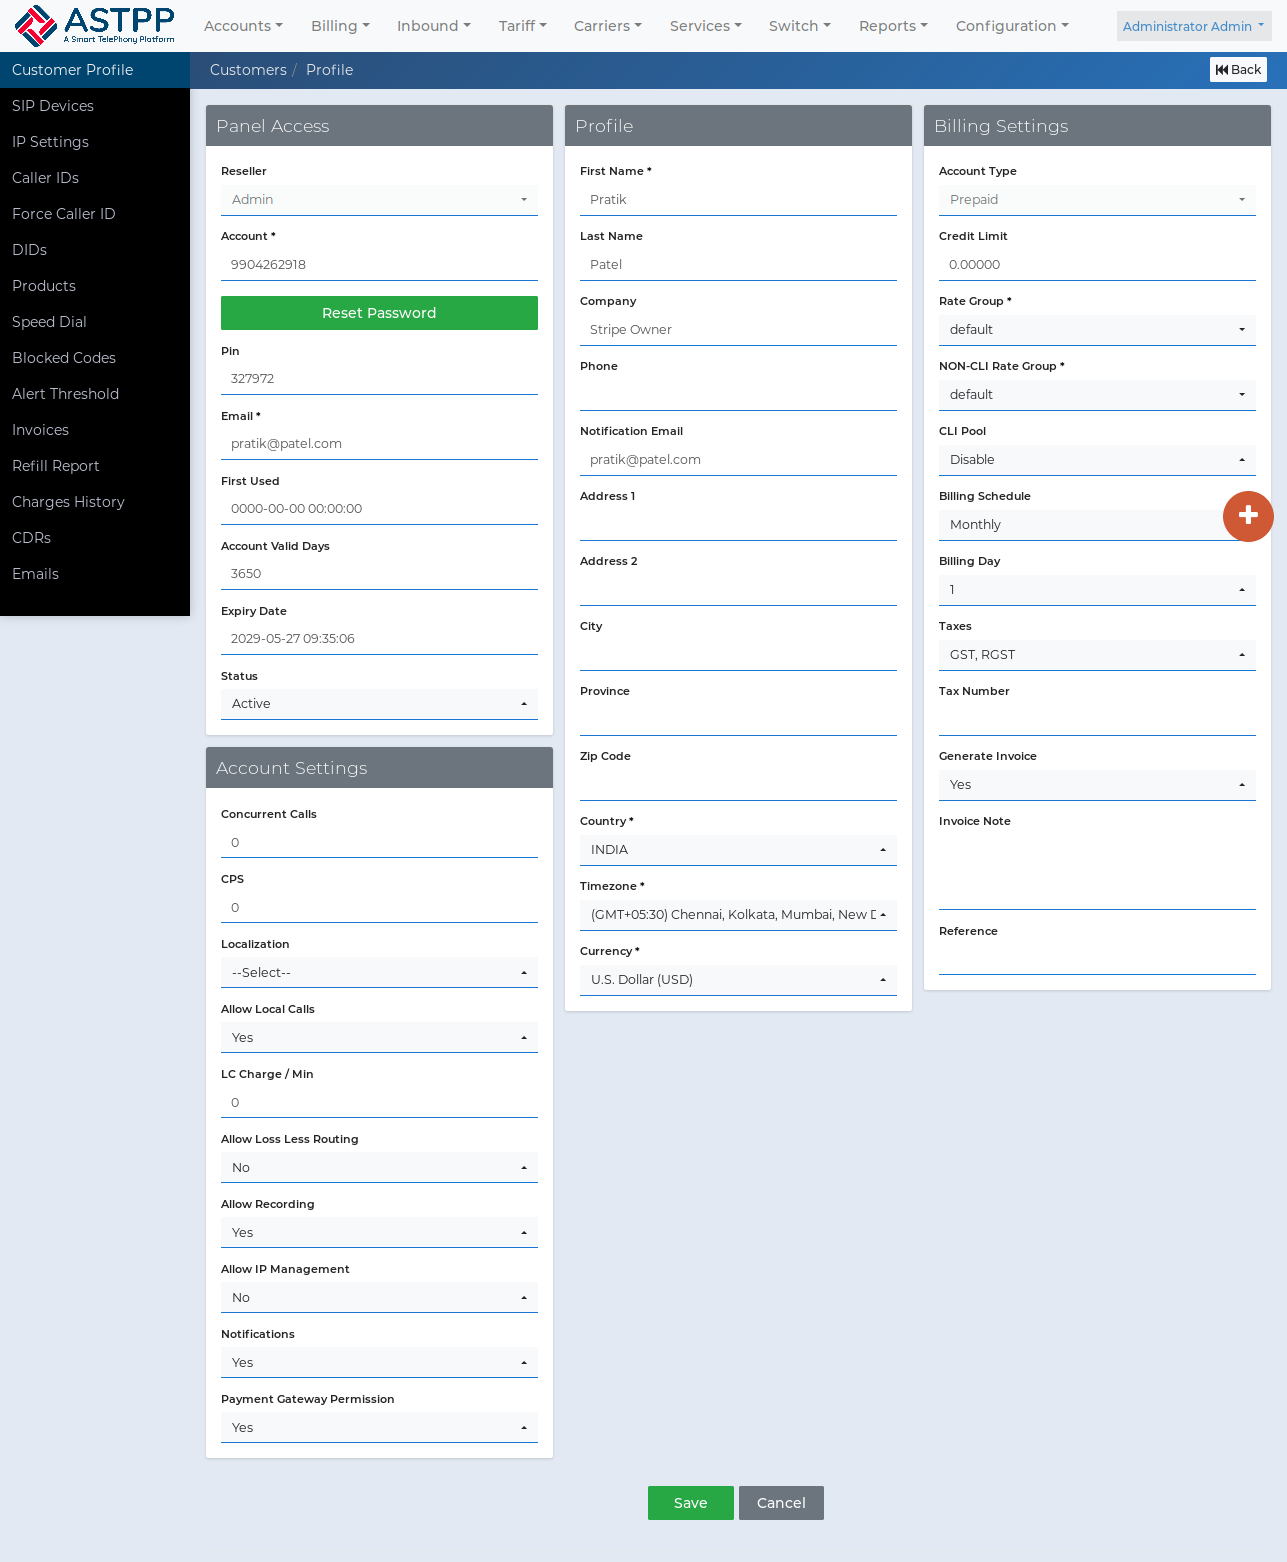 ASTPP
A Smart TelePhony Platform
Accounts
Billing
Inbound
Tariff
Carriers
Services
Switch
Reports
Configuration
Administrator Admin
Customer Profile
SIP Devices
IP Settings
Caller IDs
Force Caller ID
DIDs
Products
Speed Dial
Blocked Codes
Alert Threshold
Invoices
Refill Report
Charges History
CDRs
Emails
Customers / Profile
Back
Panel Access
Reseller
Admin
Account *
9904262918
Reset Password
Pin
327972
Email *
pratik@patel.com
First Used
0000-00-00 00:00:00
Account Valid Days
3650
Expiry Date
2029-05-27 09:35:06
Status
Active
Account Settings
Concurrent Calls
0
CPS
0
Localization
--Select--
Allow Local Calls
Yes
LC Charge / Min
0
Allow Loss Less Routing
No
Allow Recording
Yes
Allow IP Management
No
Notifications
Yes
Payment Gateway Permission
Yes
Profile
First Name *
Pratik
Last Name
Patel
Company
Stripe Owner
Phone
Notification Email
pratik@patel.com
Address 1
Address 2
City
Province
Zip Code
Country *
INDIA
Timezone *
(GMT+05:30) Chennai, Kolkata, Mumbai, New D
Currency *
U.S. Dollar (USD)
Billing Settings
Account Type
Prepaid
Credit Limit
0.00000
Rate Group *
default
NON-CLI Rate Group *
default
CLI Pool
Disable
Billing Schedule
Monthly
Billing Day
1
Taxes
GST, RGST
Tax Number
Generate Invoice
Yes
Invoice Note
Reference
Save
Cancel